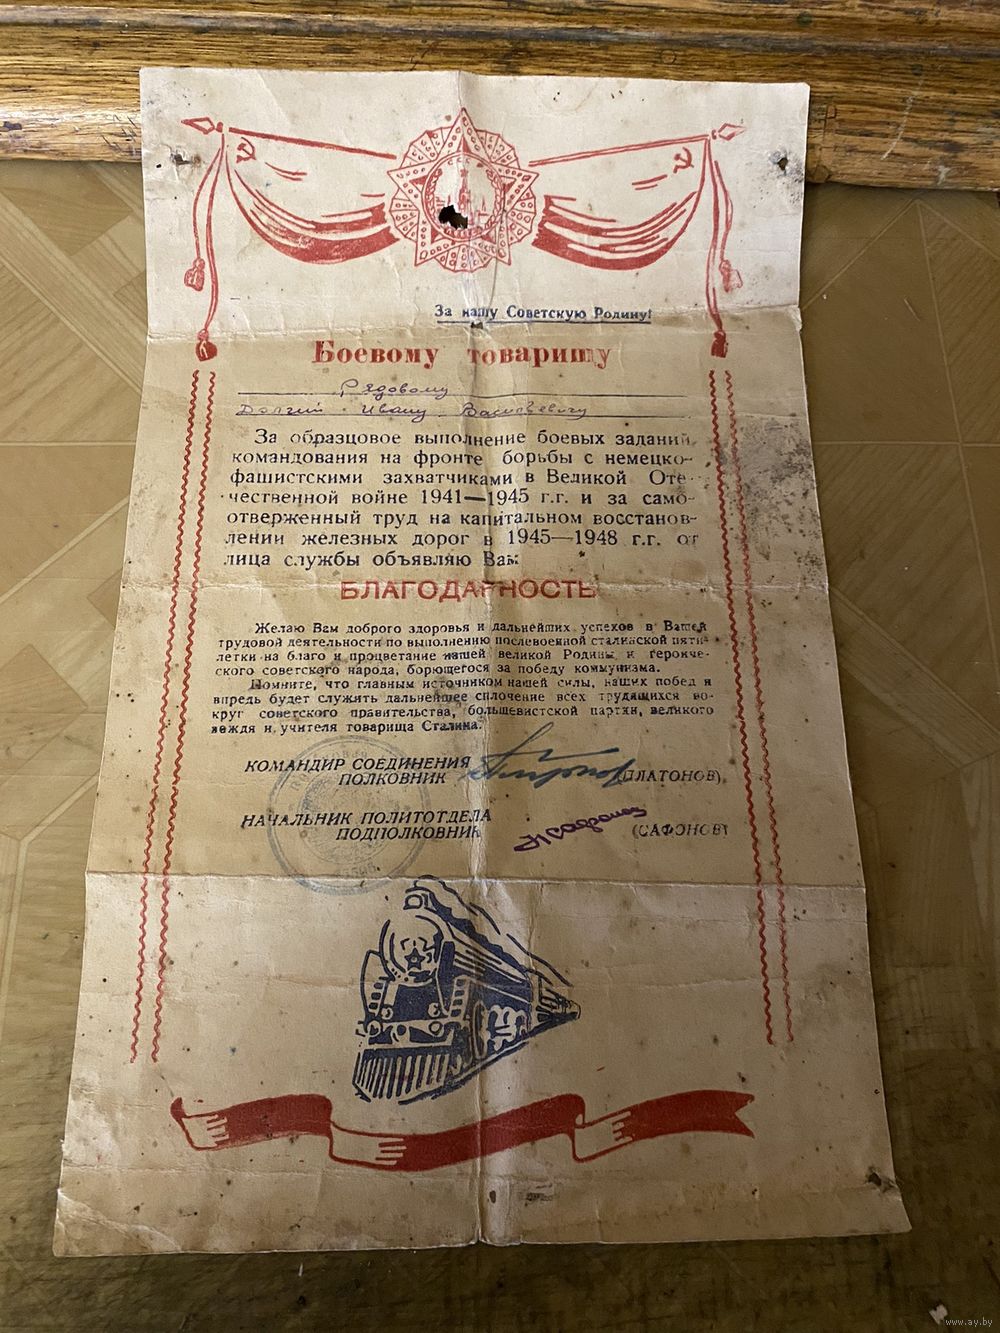 За нашу Советскую Родину!
Боевому товарищу
Рядовому
Ивану
За образцовое выполнение боевых заданий
командования на фронте борьбы с немецко-
фашистскими захватчиками в Великой Оте-
чественной войне 1941—1945 г.г. и за само-
отверженный труд на капитальном восстанов-
лении железных дорог в 1945—1948 г.г. от
лица службы объявляю Вам
БЛАГОДАРНОСТЬ
Желаю Вам доброго здоровья и дальнейших успехов в Вашей
трудовой деятельности по выполнению послевоенной сталинской пяти-
летки на благо и процветание нашей великой Родины и героиче-
ского советского народа, борющегося за победу коммунизма.
Помните, что главным источником нашей силы, наших побед и
впредь будет служить дальнейшее сплочение всех трудящихся во-
круг советского правительства, большевистской партии, великого
вождя и учителя товарища Сталина.
КОМАНДИР СОЕДИНЕНИЯ
ПОЛКОВНИК (ПЛАТОНОВ)
НАЧАЛЬНИК ПОЛИТОТДЕЛА
ПОДПОЛКОВНИК (САФОНОВ)
www.ay.by